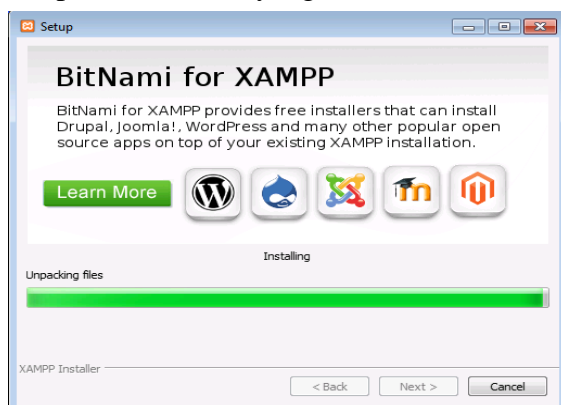 Setup
BitNami for XAMPP
BitNami for XAMPP provides free installers that can install
Drupal, Joomla!, WordPress and many other popular open
source apps on top of your existing XAMPP installation.
Learn More
Installing
Unpacking files
XAMPP Installer
< Back
Next >
Cancel